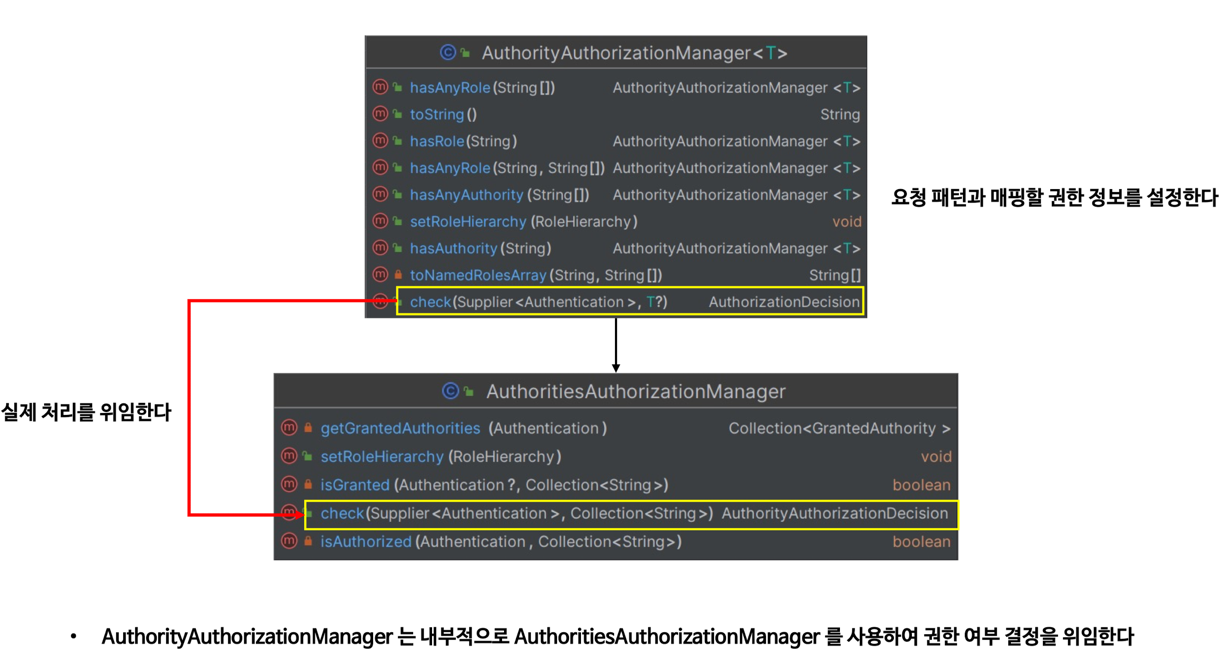 AuthorityAuthorizationManager<T>
hasAnyRole(String[]) AuthorityAuthorizationManager <T>
toString() String
hasRole(String) AuthorityAuthorizationManager <T>
hasAnyRole(String, String[]) AuthorityAuthorizationManager <T>
hasAnyAuthority(String[]) AuthorityAuthorizationManager <T>
setRoleHierarchy(RoleHierarchy) void
hasAuthority(String) AuthorityAuthorizationManager <T>
toNamedRolesArray(String, String[]) String[]
check(Supplier<Authentication>, T?) AuthorizationDecision
요청 패턴과 매핑할 권한 정보를 설정한다
실제 처리를 위임한다
AuthoritiesAuthorizationManager
getGrantedAuthorities (Authentication) Collection<GrantedAuthority >
setRoleHierarchy(RoleHierarchy) void
isGranted (Authentication?, Collection<String>) boolean
check(Supplier<Authentication>, Collection<String>) AuthorityAuthorizationDecision
isAuthorized(Authentication, Collection<String>) boolean
• AuthorityAuthorizationManager 는 내부적으로 AuthoritiesAuthorizationManager 를 사용하여 권한 여부 결정을 위임한다